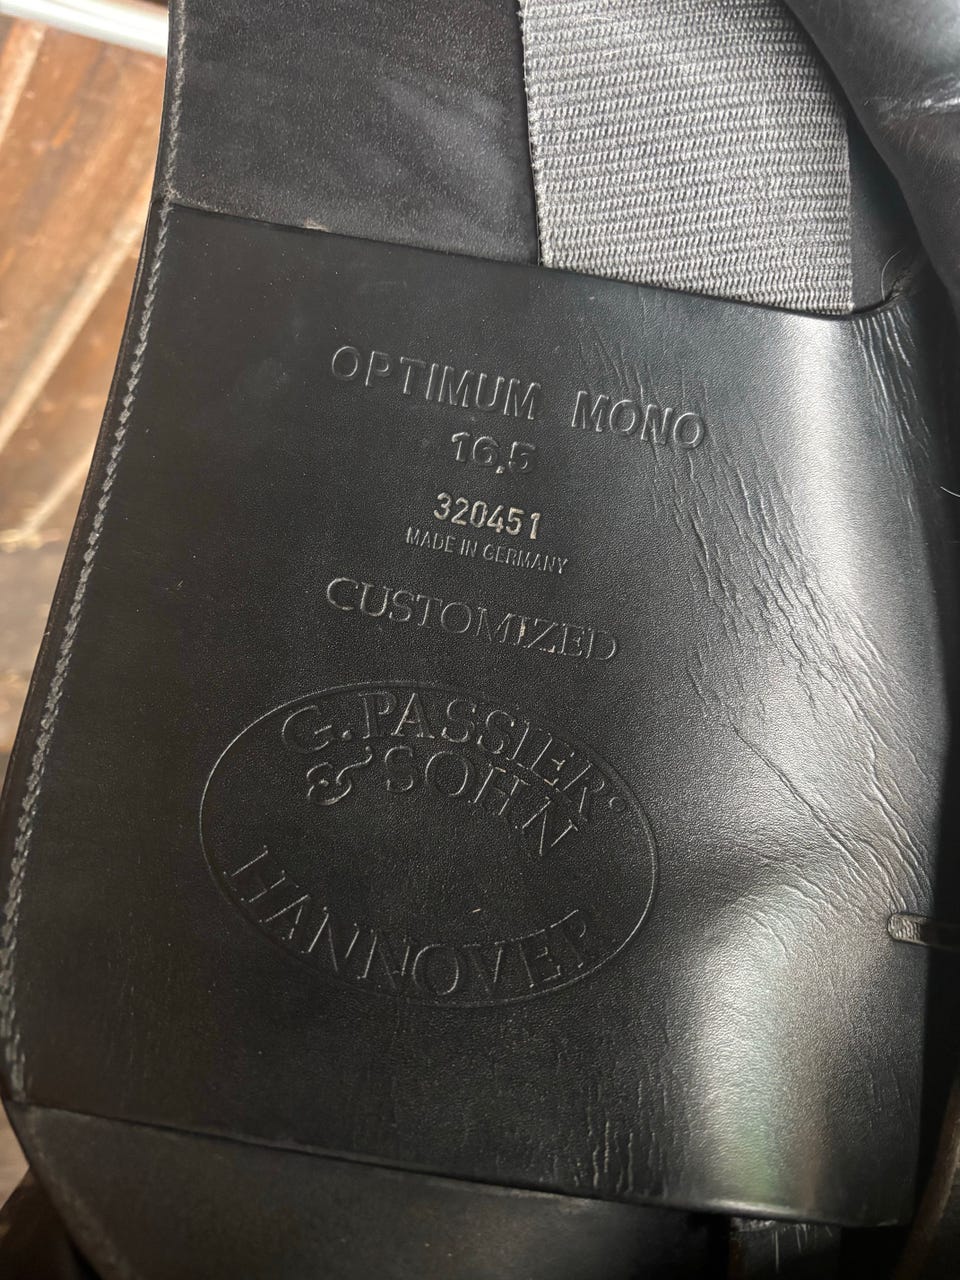 OPTIMUM MONO
16,5
320451
MADE IN GERMANY
CUSTOMIZED
G. PASSIER
& SOHN
HANNOVER